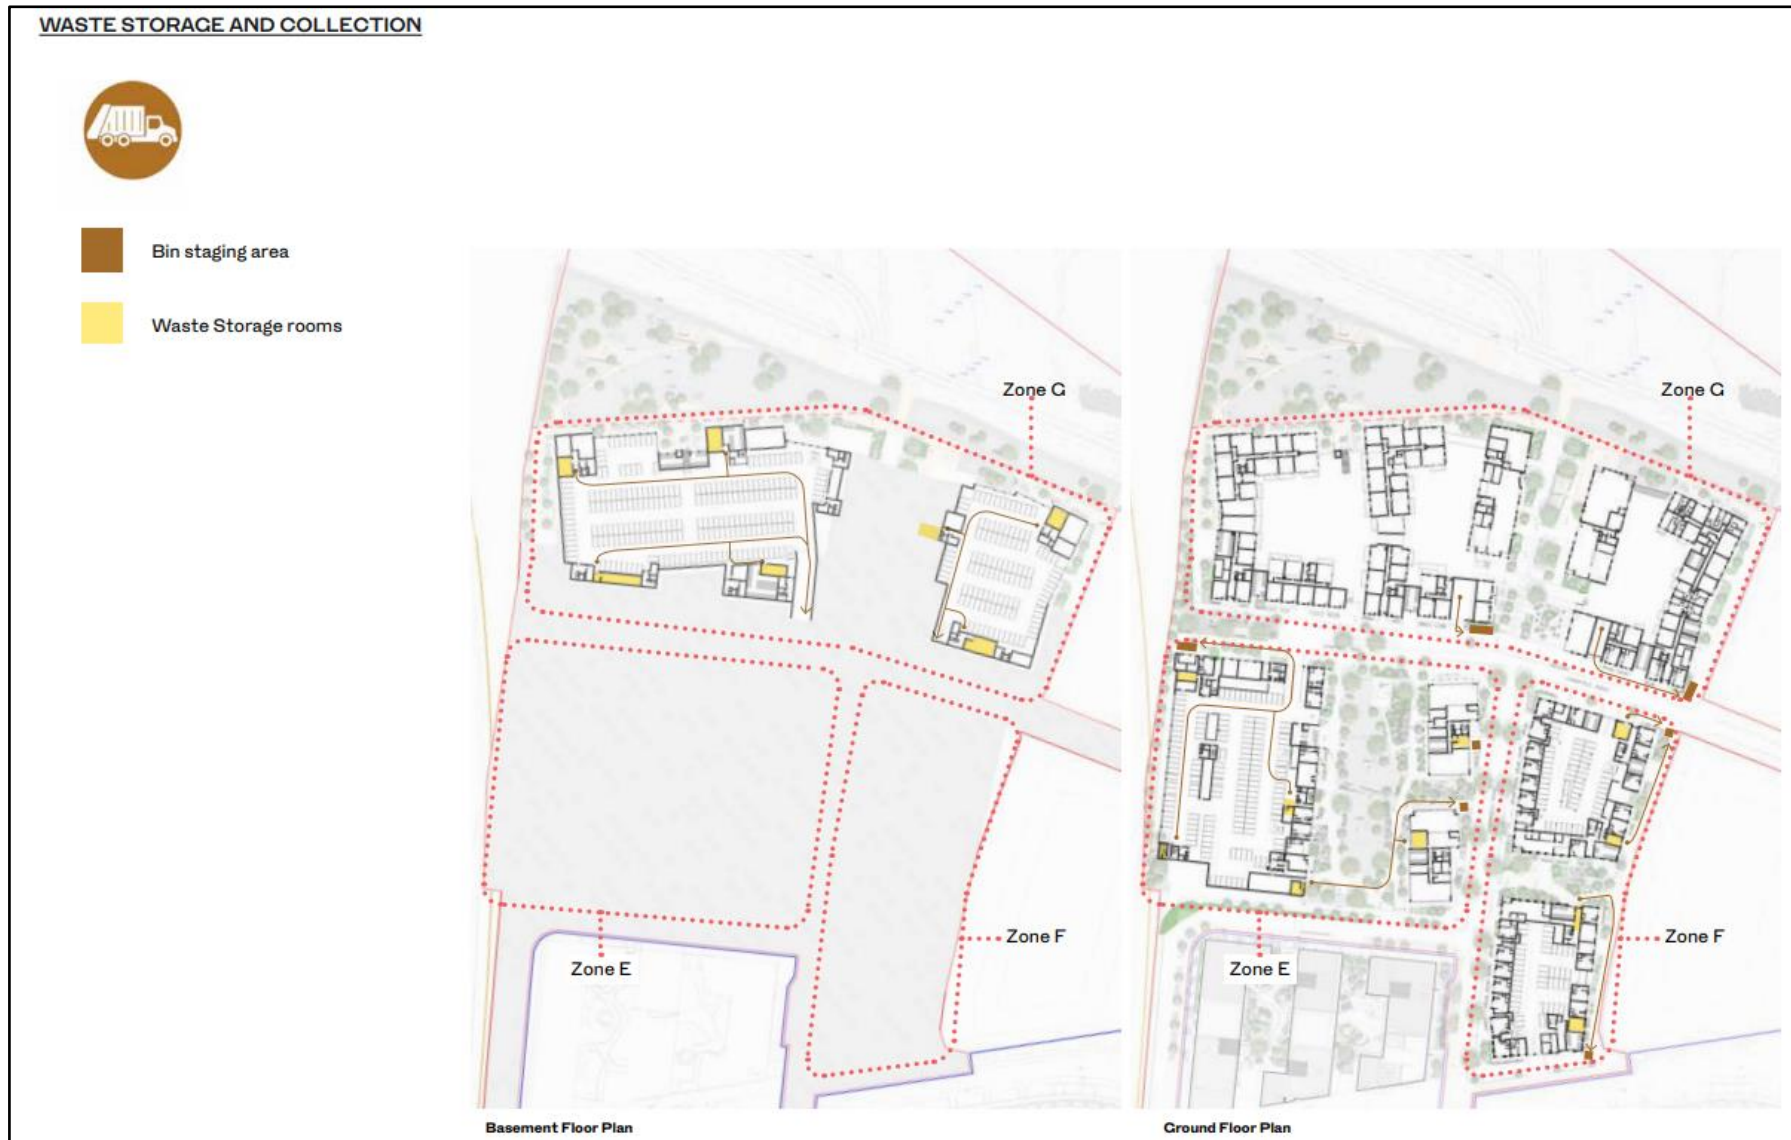 WASTE STORAGE AND COLLECTION
Bin staging area
Waste Storage rooms
Zone G
Zone F
Zone E
Basement Floor Plan
Zone G
Zone F
Zone E
Ground Floor Plan